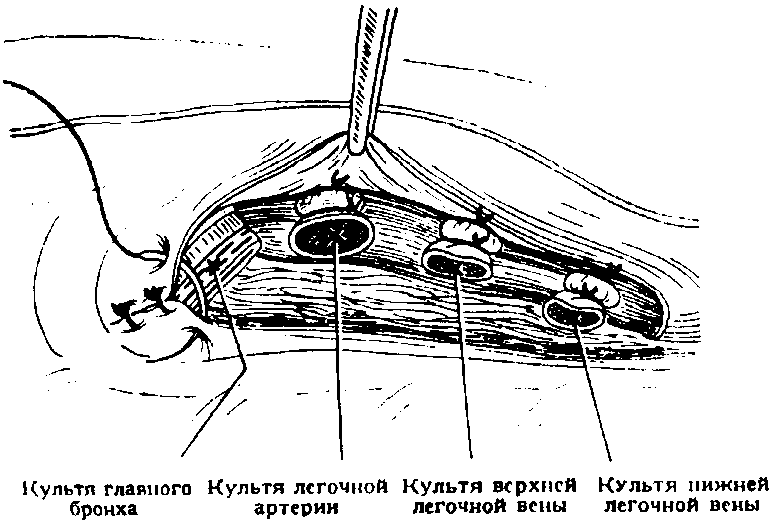 Культя главного бронха
Культя легочной артерии
Культя верхней легочной вены
Культя нижней легочной вены